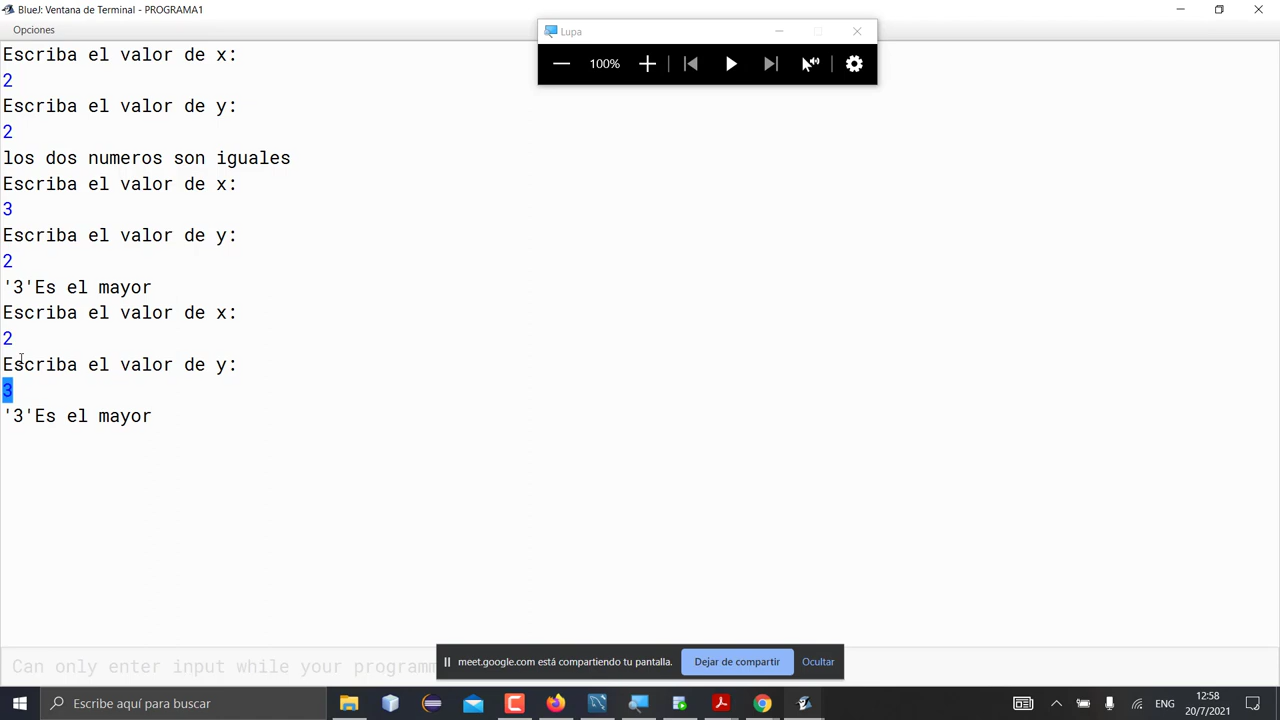 BlueJ: Ventana de Terminal - PROGRAMA1
Opciones
Escriba el valor de x:
2
Escriba el valor de y:
2
los dos numeros son iguales
Escriba el valor de x:
3
Escriba el valor de y:
2
'3'Es el mayor
Escriba el valor de x:
2
Escriba el valor de y:
3
'3'Es el mayor
Lupa
100%
Can only enter input while your programm
meet.google.com está compartiendo tu pantalla.
Dejar de compartir
Ocultar
Escribe aquí para buscar
ENG
12:58
20/7/2021